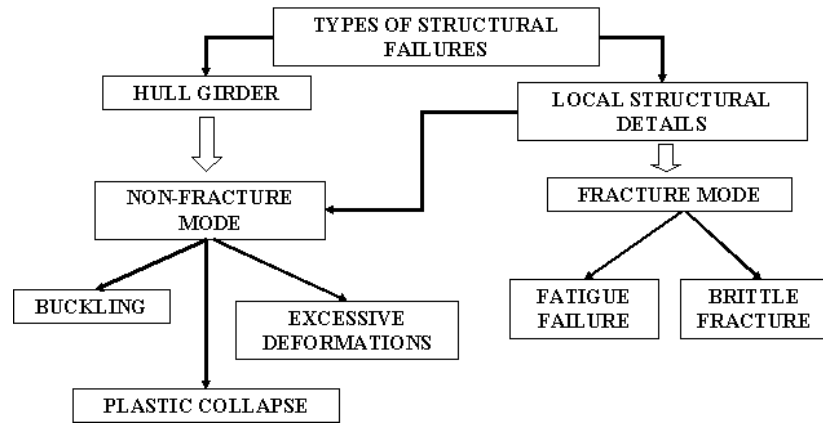 TYPES OF STRUCTURAL
FAILURES
HULL GIRDER
LOCAL STRUCTURAL
DETAILS
NON-FRACTURE
MODE
FRACTURE MODE
BUCKLING
EXCESSIVE
DEFORMATIONS
FATIGUE
FAILURE
BRITTLE
FRACTURE
PLASTIC COLLAPSE